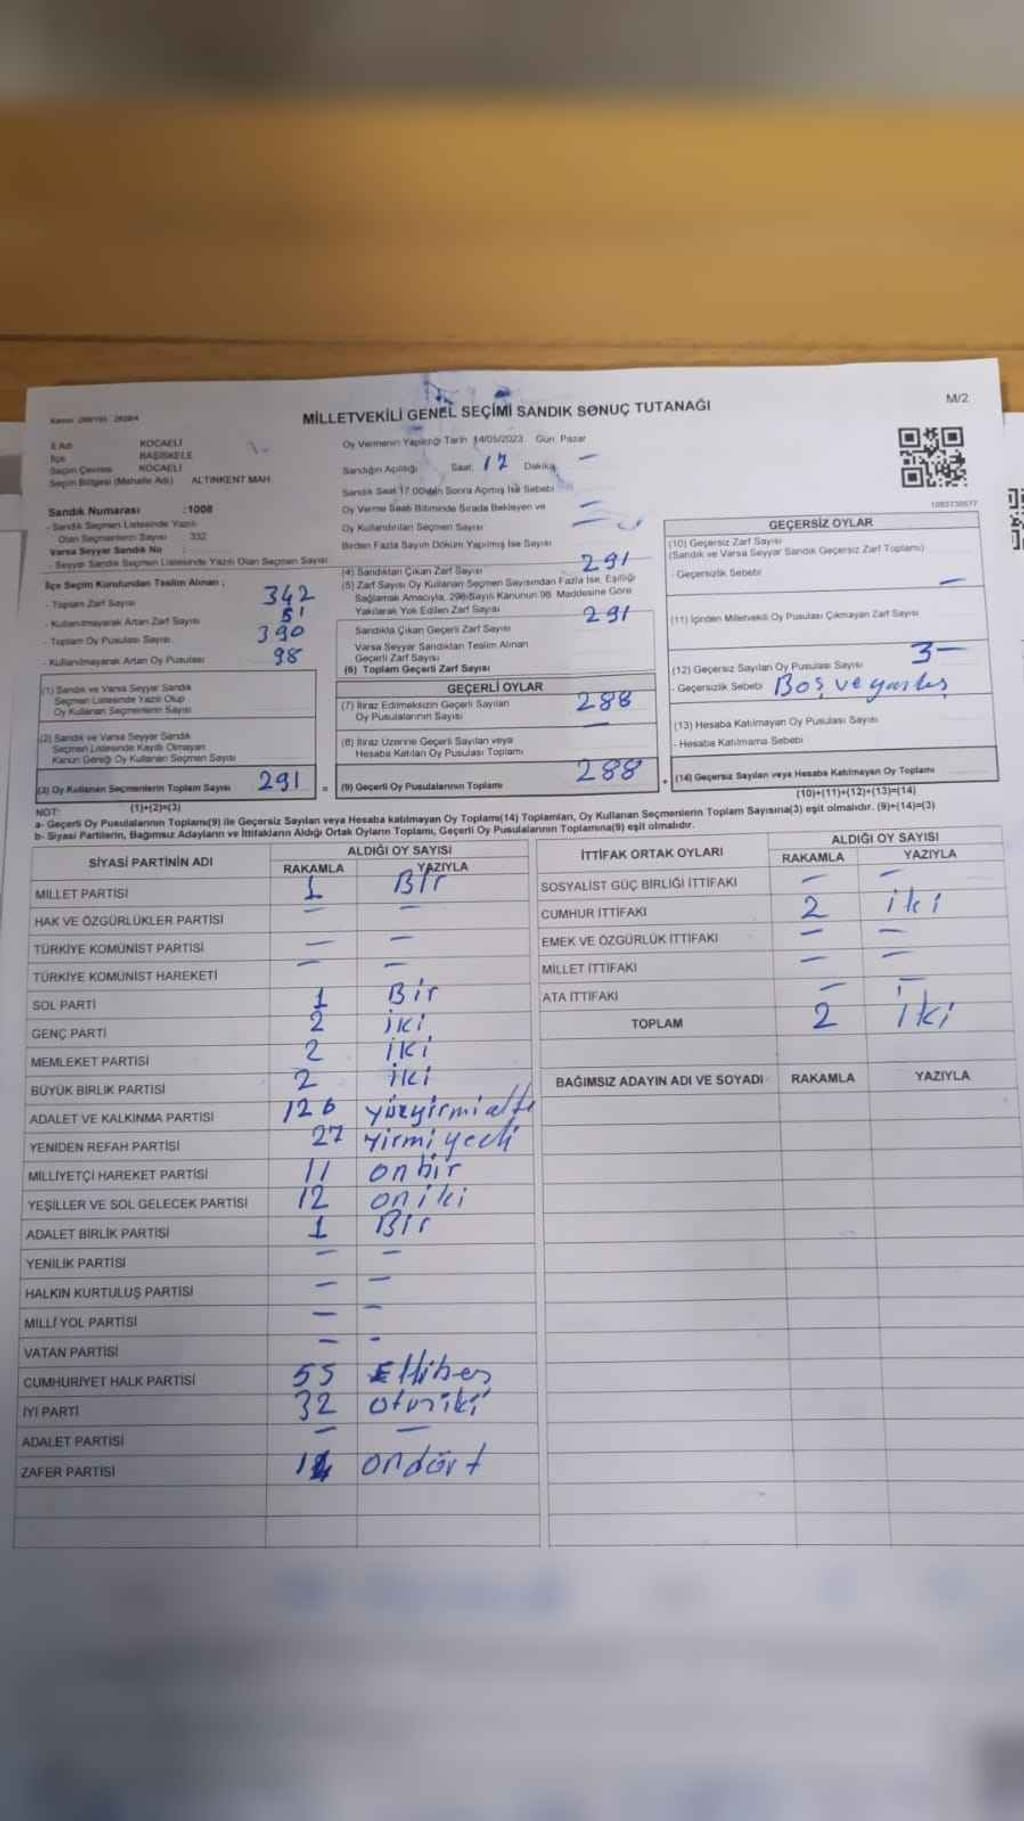 MİLLETVEKİLİ GENEL SEÇİMİ SANDIK SONUÇ TUTANAĞI
M/2
İl Adı KOCAELİ
İlçe BAŞİSKELE
Seçim Çevresi KOCAELİ
Seçim Bölgesi (Mahalle Adı) ALTINKENT MAH.
Sandık Numarası :1008
- Sandık Seçmen Listesinde Yazılı
Olan Seçmenlerin Sayısı 332
Varsa Seyyar Sandık No
- Seyyar Sandık Seçmen Listesinde Yazılı Olan Seçmen Sayısı
İlçe Seçim Kurulundan Teslim Alınan ;
- Toplam Zarf Sayısı 342
- Kullanılmayarak Artan Zarf Sayısı 51
- Toplam Oy Pusulası Sayısı 390
- Kullanılmayarak Artan Oy Pusulası 98
(1) Sandık ve Varsa Seyyar Sandık
Seçmen Listesinde Yazılı Olup
Oy Kullanan Seçmenlerin Sayısı
(2) Sandık ve Varsa Seyyar Sandık
Seçmen Listesinde Kayıtlı Olmayan
Kanun Gereği Oy Kullanan Seçmen Sayısı
(3) Oy Kullanan Seçmenlerin Toplam Sayısı 291 =
(1)+(2)=(3)
Oy Vermenin Yapıldığı Tarih 14/05/2023 Gün Pazar
Sandığın Açıldığı Saat: 17 Dakika -
Sandık Saat 17.00'den Sonra Açılmış İse Sebebi
Oy Verme Saati Bitiminde Sırada Bekleyen ve
Oy Kullandırılan Seçmen Sayısı
Birden Fazla Sayım Döküm Yapılmış İse Sayısı
(4) Sandıktan Çıkan Zarf Sayısı 291
(5) Zarf Sayısı Oy Kullanan Seçmen Sayısından Fazla İse, Eşitliği
Sağlamak Amacıyla, 298 Sayılı Kanunun 98. Maddesine Göre
Yakılarak Yok Edilen Zarf Sayısı
Sandıkta Çıkan Geçerli Zarf Sayısı 291
Varsa Seyyar Sandıktan Teslim Alınan
Geçerli Zarf Sayısı
(6) Toplam Geçerli Zarf Sayısı
GEÇERLİ OYLAR
(7) İtiraz Edilmeksizin Geçerli Sayılan
Oy Pusulalarının Sayısı 288
(8) İtiraz Üzerine Geçerli Sayılan veya
Hesaba Katılan Oy Pusulası Toplamı -
(9) Geçerli Oy Pusulalarının Toplamı 288 +
GEÇERSİZ OYLAR
(10) Geçersiz Zarf Sayısı
(Sandık ve Varsa Seyyar Sandık Geçersiz Zarf Toplamı)
- Geçersizlik Sebebi -
(11) İçinden Milletvekili Oy Pusulası Çıkmayan Zarf Sayısı
(12) Geçersiz Sayılan Oy Pusulası Sayısı 3-
- Geçersizlik Sebebi Boş ve yanlış
(13) Hesaba Katılmayan Oy Pusulası Sayısı
- Hesaba Katılmama Sebebi
(14) Geçersiz Sayılan veya Hesaba Katılmayan Oy Toplamı
(10)+(11)+(12)+(13)=(14)
NOT:
a- Geçerli Oy Pusulalarının Toplamı(9) ile Geçersiz Sayılan veya Hesaba katılmayan Oy Toplamı(14) Toplamları, Oy Kullanan Seçmenlerin Toplam Sayısına(3) eşit olmalıdır. (9)+(14)=(3)
b- Siyasi Partilerin, Bağımsız Adayların ve İttifakların Aldığı Ortak Oyların Toplamı, Geçerli Oy Pusulalarının Toplamına(9) eşit olmalıdır.
SİYASİ PARTİNİN ADI ALDIĞI OY SAYISI
RAKAMLA YAZIYLA
MİLLET PARTİSİ 1 Bir
HAK VE ÖZGÜRLÜKLER PARTİSİ - -
TÜRKİYE KOMÜNİST PARTİSİ - -
TÜRKİYE KOMÜNİST HAREKETİ - -
SOL PARTİ 1 Bir
GENÇ PARTİ 2 iki
MEMLEKET PARTİSİ 2 iki
BÜYÜK BİRLİK PARTİSİ 2 iki
ADALET VE KALKINMA PARTİSİ 126 yüzyirmialtı
YENİDEN REFAH PARTİSİ 27 yirmiyedi
MİLLİYETÇİ HAREKET PARTİSİ 11 onbir
YEŞİLLER VE SOL GELECEK PARTİSİ 12 oniki
ADALET BİRLİK PARTİSİ 1 Bir
YENİLİK PARTİSİ - -
HALKIN KURTULUŞ PARTİSİ - -
MİLLİ YOL PARTİSİ - -
VATAN PARTİSİ - -
CUMHURİYET HALK PARTİSİ 55 Ellibeş
İYİ PARTİ 32 otuziki
ADALET PARTİSİ - -
ZAFER PARTİSİ 14 ondört
İTTİFAK ORTAK OYLARI ALDIĞI OY SAYISI
RAKAMLA YAZIYLA
SOSYALİST GÜÇ BİRLİĞİ İTTİFAKI - -
CUMHUR İTTİFAKI 2 iki
EMEK VE ÖZGÜRLÜK İTTİFAKI - -
MİLLET İTTİFAKI - -
ATA İTTİFAKI - -
TOPLAM 2 iki
BAĞIMSIZ ADAYIN ADI VE SOYADI RAKAMLA YAZIYLA